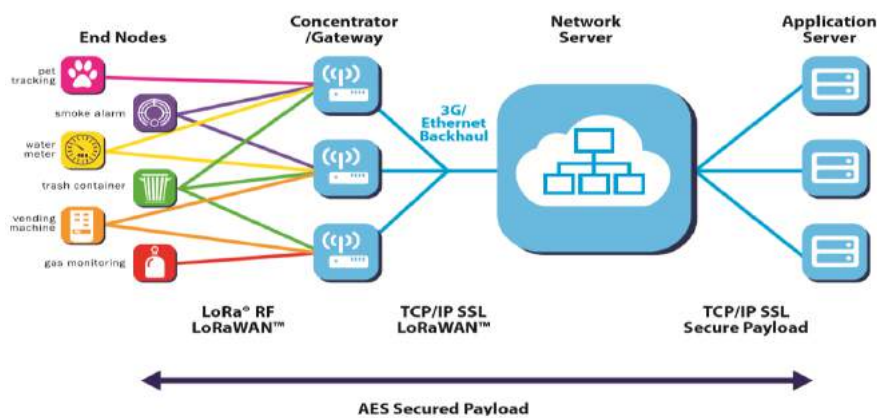 End Nodes
Concentrator
/Gateway
Network
Server
Application
Server
pet
tracking
smoke alarm
water
meter
trash container
vending
machine
gas monitoring
3G/
Ethernet
Backhaul
LoRa® RF
LoRaWAN™
TCP/IP SSL
LoRaWAN™
TCP/IP SSL
Secure Payload
AES Secured Payload